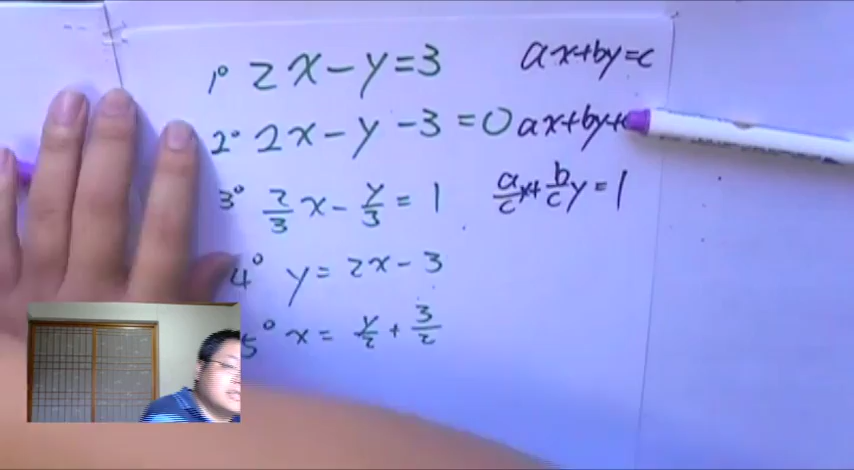 1° 2x-y=3 ax+by=c
2° 2x-y-3=0 ax+by+
3° 2/3 x - y/3 = 1 a/c x+ b/c y=1
4° y=2x-3
5° x= y/2 + 3/2